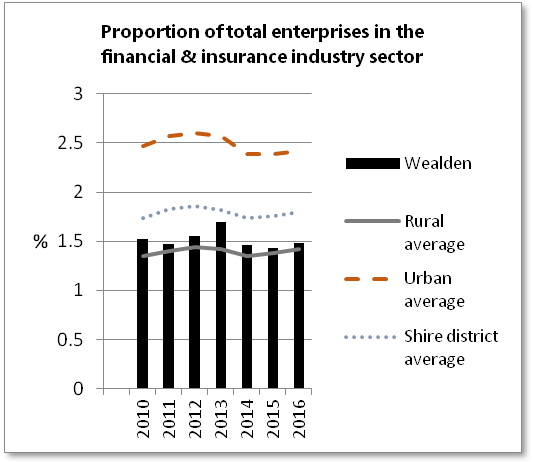 Proportion of total enterprises in the
financial & insurance industry sector
3
2.5
2
1.5
1
0.5
0
%
2010
2011
2012
2013
2014
2015
2016
Wealden
Rural
average
Urban
average
Shire district
average